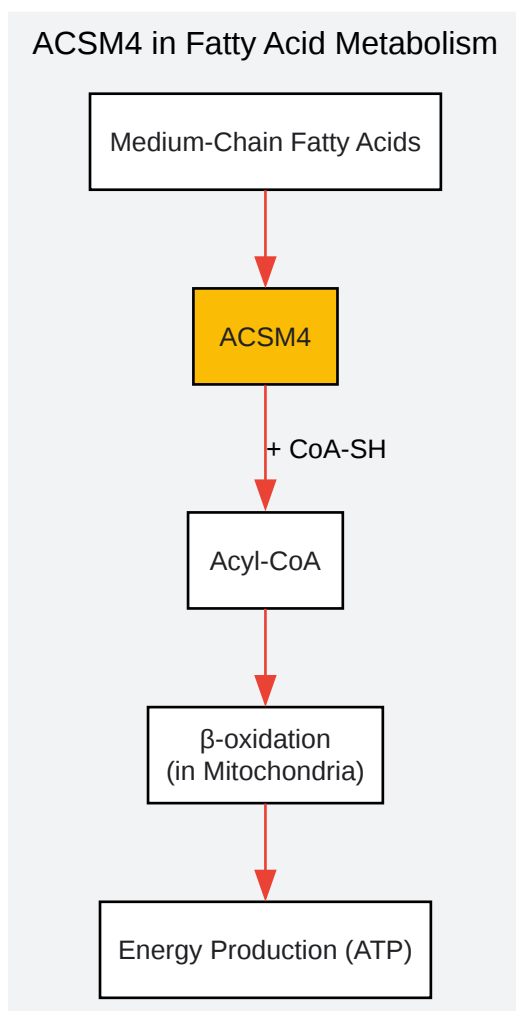 ACSM4 in Fatty Acid Metabolism
Medium-Chain Fatty Acids
ACSM4
+ CoA-SH
Acyl-CoA
β-oxidation
(in Mitochondria)
Energy Production (ATP)